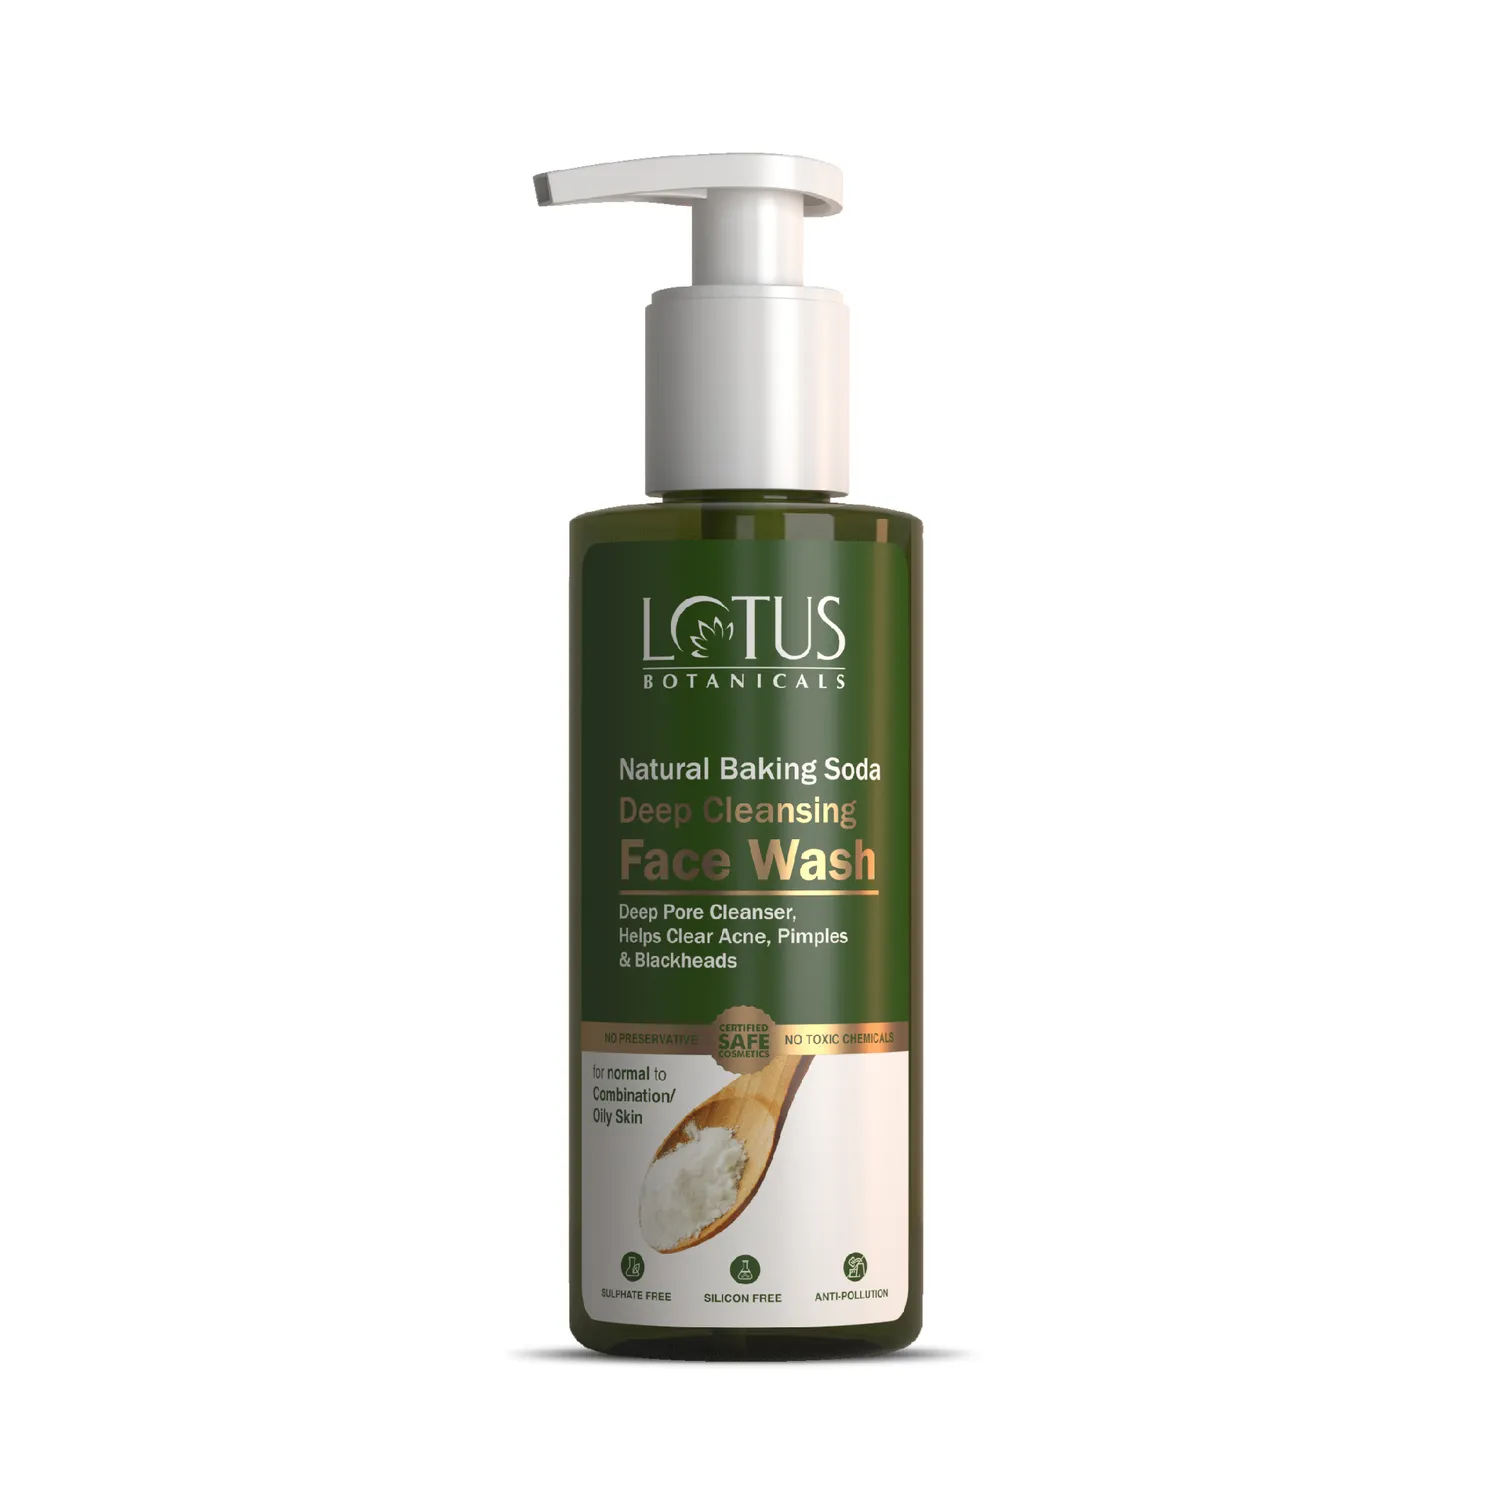 LOTUS
BOTANICALS
Natural Baking Soda
Deep Cleansing
Face Wash
Deep Pore Cleanser,
Helps Clear Acne, Pimples
& Blackheads
NO PRESERVATIVE
CERTIFIED
SAFE
COSMETICS
NO TOXIC CHEMICALS
for normal to
Combination/
Oily Skin
SULPHATE FREE
SILICON FREE
ANTI-POLLUTION